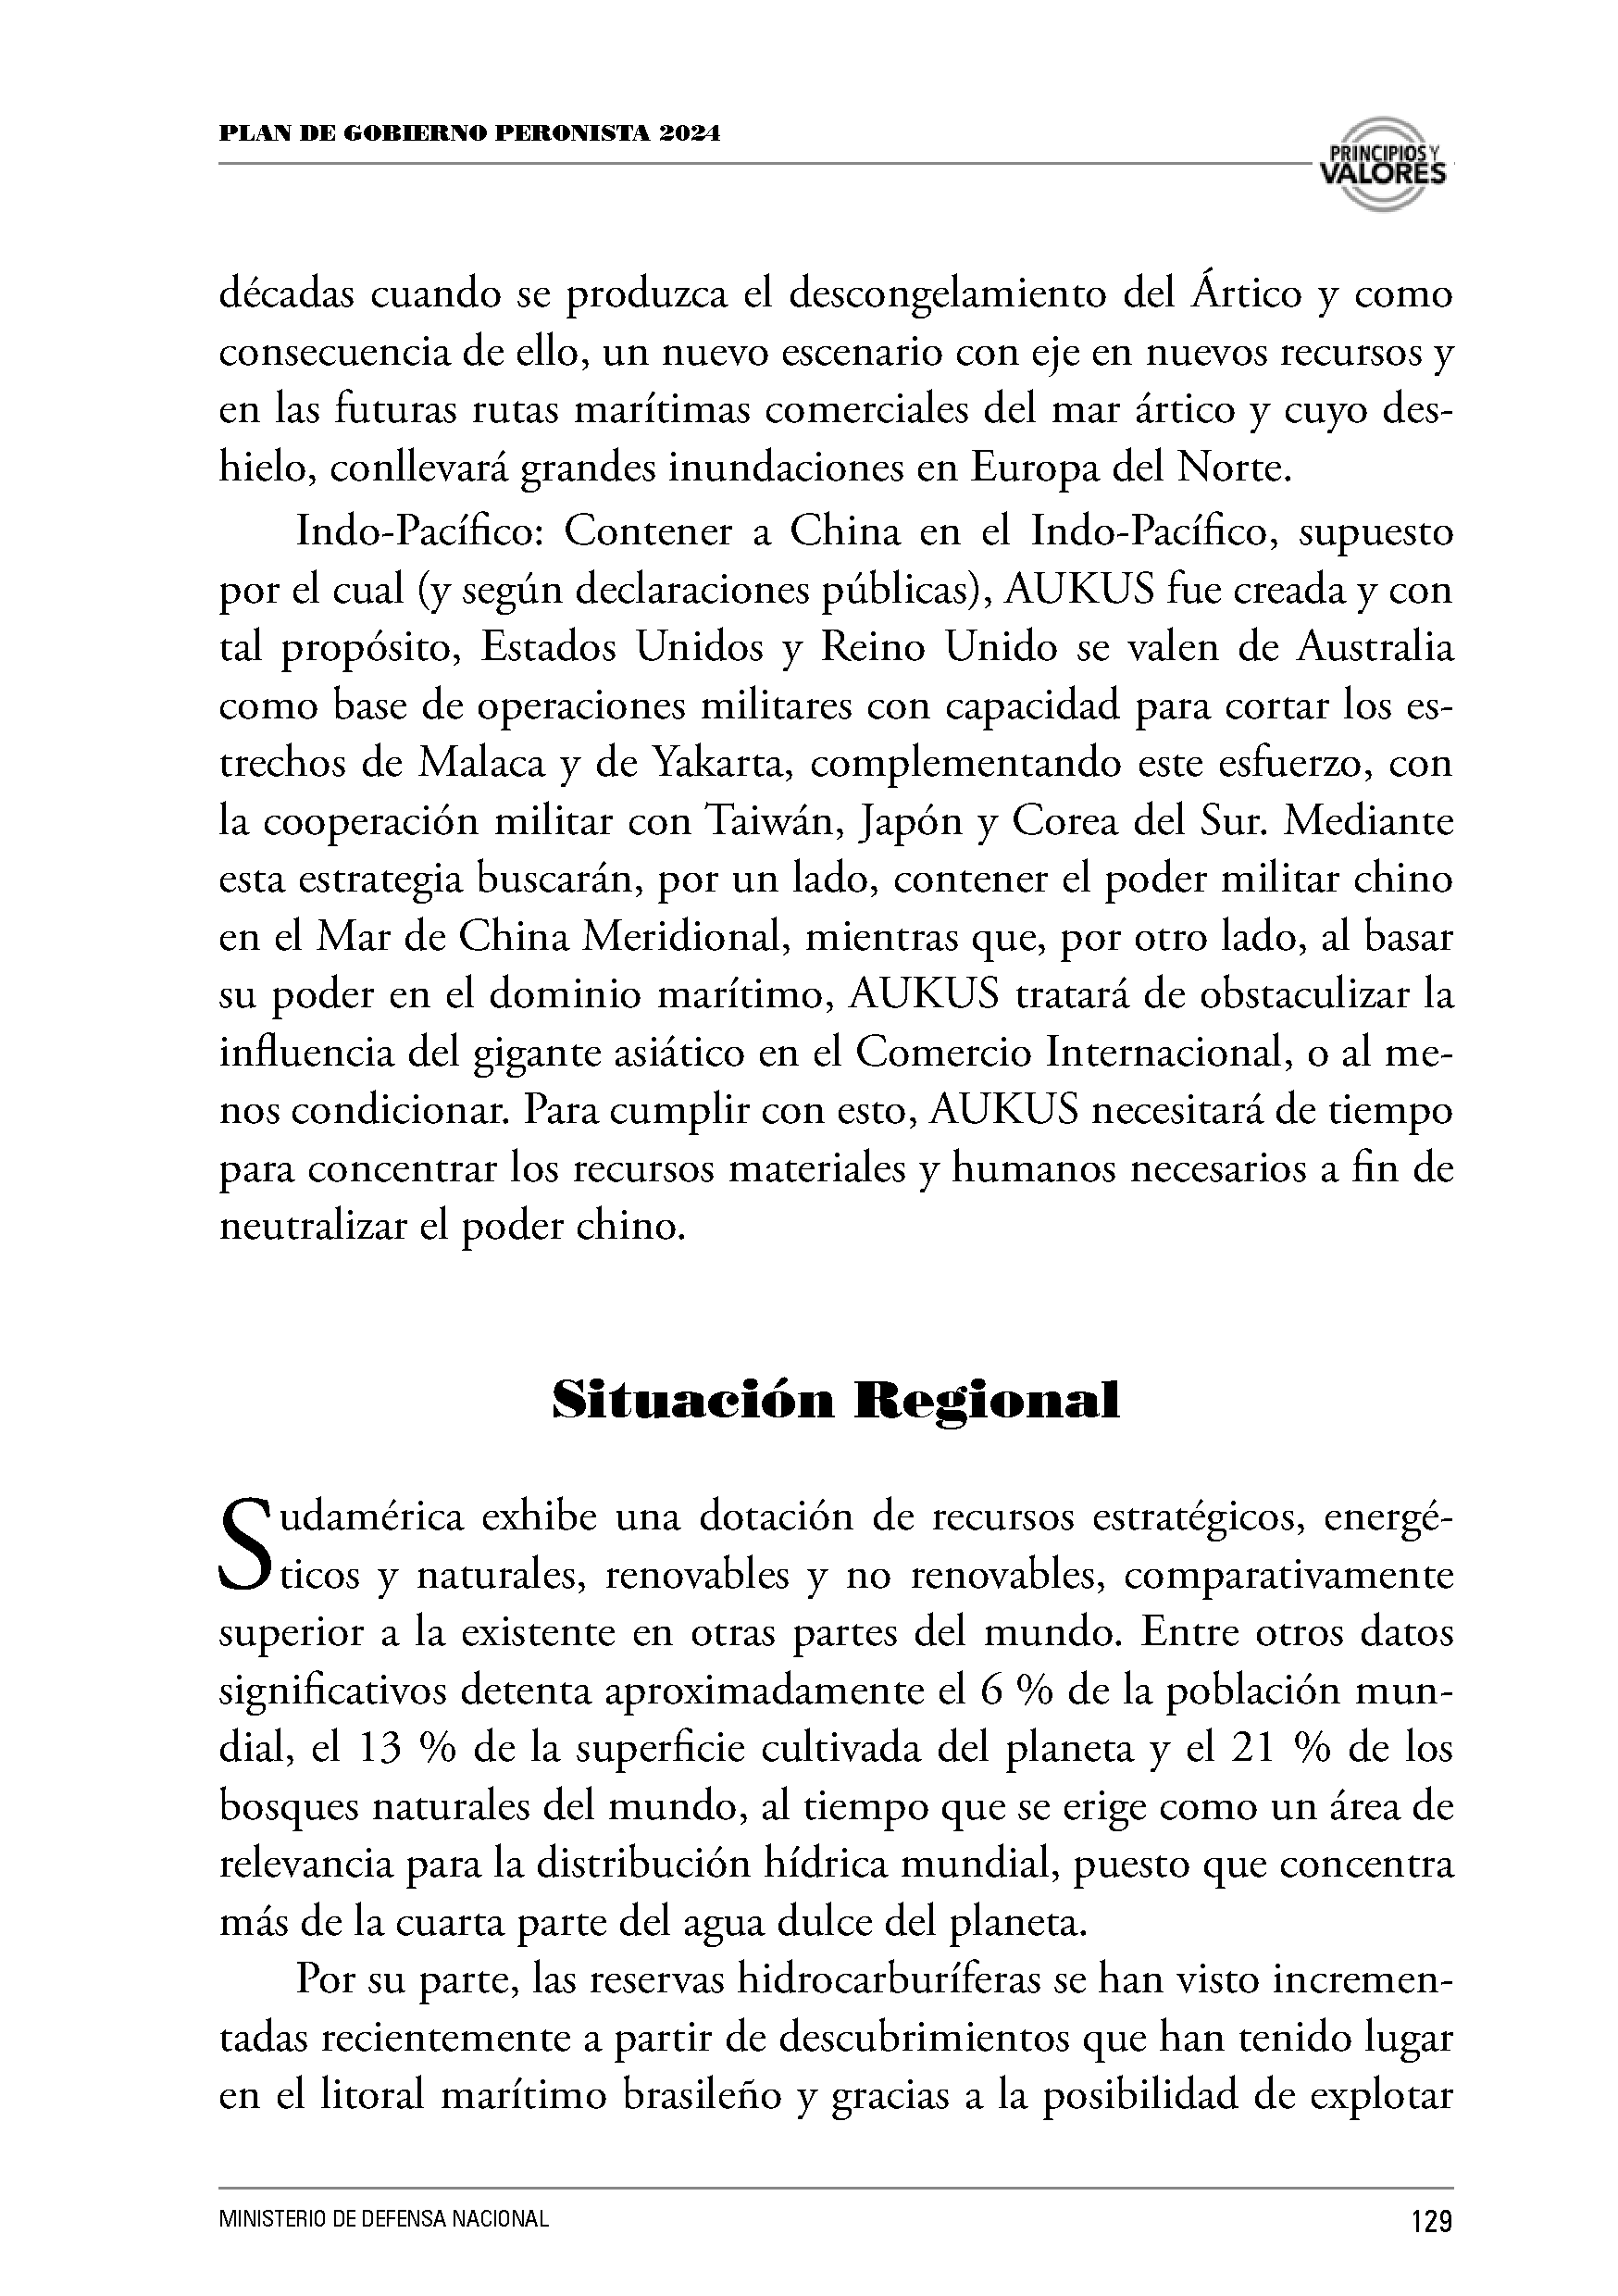 PLAN DE GOBIERNO PERONISTA 2024
PRINCIPIOS Y
VALORES
décadas cuando se produzca el descongelamiento del Ártico y como
consecuencia de ello, un nuevo escenario con eje en nuevos recursos y
en las futuras rutas marítimas comerciales del mar ártico y cuyo des-
hielo, conllevará grandes inundaciones en Europa del Norte.
Indo-Pacífico: Contener a China en el Indo-Pacífico, supuesto
por el cual (y según declaraciones públicas), AUKUS fue creada y con
tal propósito, Estados Unidos y Reino Unido se valen de Australia
como base de operaciones militares con capacidad para cortar los es-
trechos de Malaca y de Yakarta, complementando este esfuerzo, con
la cooperación militar con Taiwán, Japón y Corea del Sur. Mediante
esta estrategia buscarán, por un lado, contener el poder militar chino
en el Mar de China Meridional, mientras que, por otro lado, al basar
su poder en el dominio marítimo, AUKUS tratará de obstaculizar la
influencia del gigante asiático en el Comercio Internacional, o al me-
nos condicionar. Para cumplir con esto, AUKUS necesitará de tiempo
para concentrar los recursos materiales y humanos necesarios a fin de
neutralizar el poder chino.
Situación Regional
Sudamérica exhibe una dotación de recursos estratégicos, energé-
ticos y naturales, renovables y no renovables, comparativamente
superior a la existente en otras partes del mundo. Entre otros datos
significativos detenta aproximadamente el 6 % de la población mun-
dial, el 13 % de la superficie cultivada del planeta y el 21 % de los
bosques naturales del mundo, al tiempo que se erige como un área de
relevancia para la distribución hídrica mundial, puesto que concentra
más de la cuarta parte del agua dulce del planeta.
Por su parte, las reservas hidrocarburíferas se han visto incremen-
tadas recientemente a partir de descubrimientos que han tenido lugar
en el litoral marítimo brasileño y gracias a la posibilidad de explotar
MINISTERIO DE DEFENSA NACIONAL
129